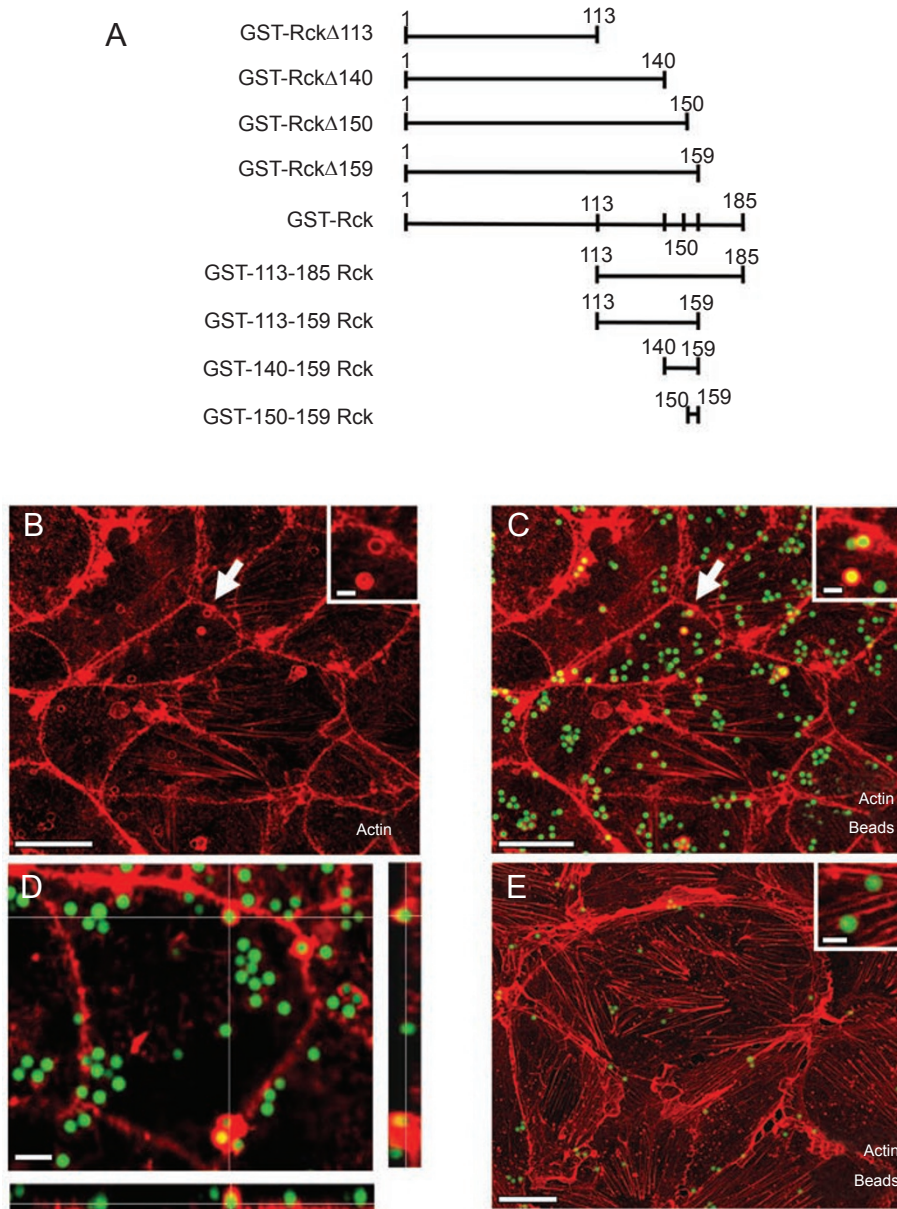 A
GST-RckΔ113
1 113
GST-RckΔ140
1 140
GST-RckΔ150
1 150
GST-RckΔ159
1 159
GST-Rck
1 113 150 185
GST-113-185 Rck
113 185
GST-113-159 Rck
113 159
GST-140-159 Rck
140 159
GST-150-159 Rck
150 159
B
Actin
C
Actin
Beads
D
E
Actin
Beads